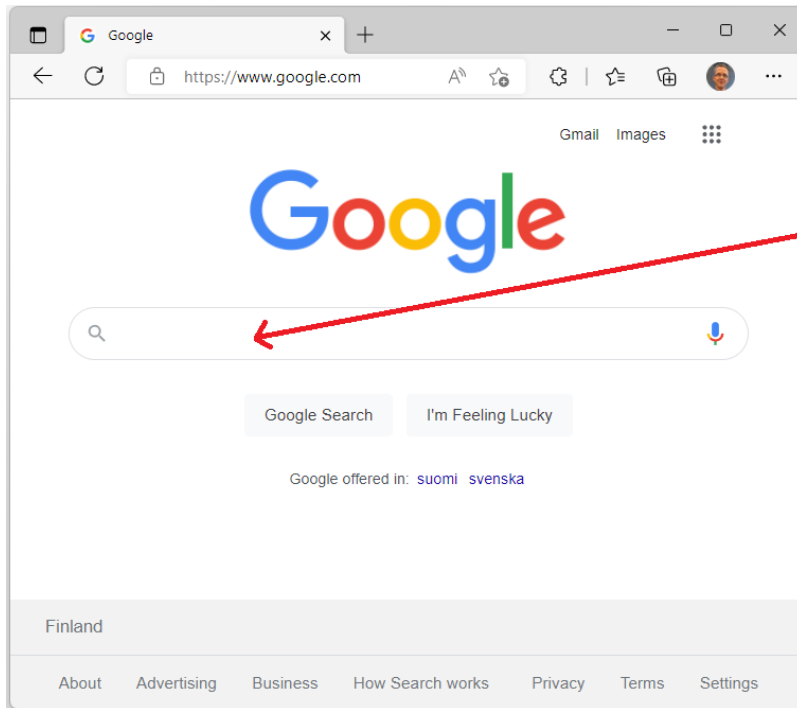 Google
https://www.google.com
Gmail Images
Google
Google Search I'm Feeling Lucky
Google offered in: suomi svenska
Finland
About Advertising Business How Search works Privacy Terms Settings